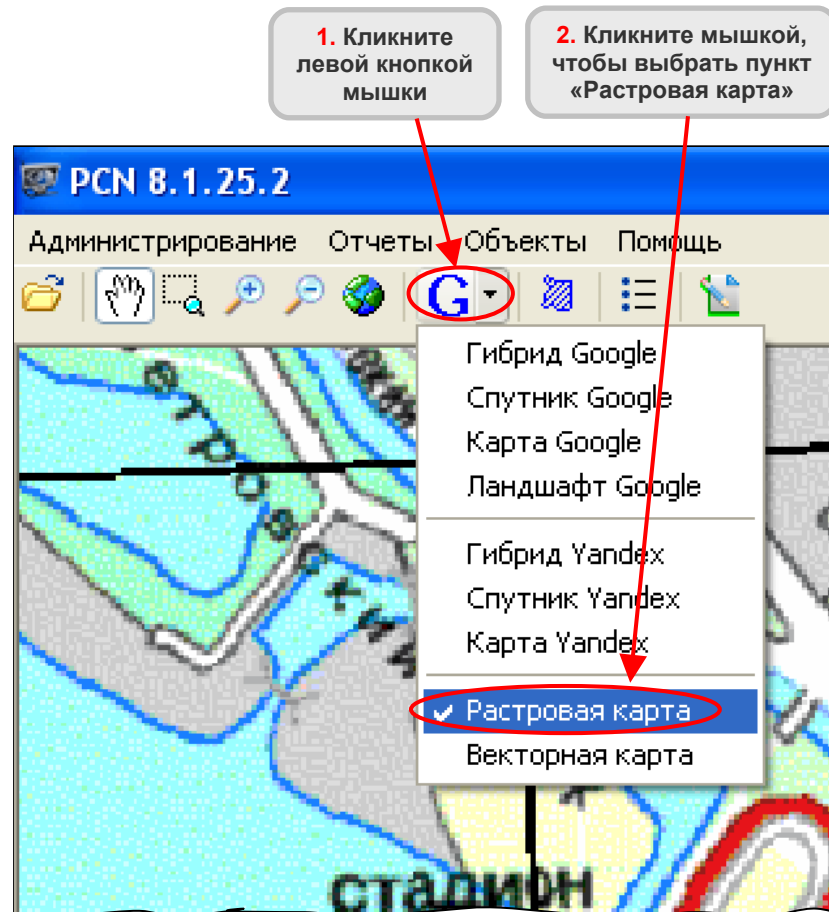 1. Кликните
левой кнопкой
мышки
2. Кликните мышкой,
чтобы выбрать пункт
«Растровая карта»
PCN 8.1.25.2
Администрирование Отчеты Объекты Помощь
G
Гибрид Google
Спутник Google
Карта Google
Ландшафт Google
Гибрид Yandex
Спутник Yandex
Карта Yandex
Растровая карта
Векторная карта
стадион